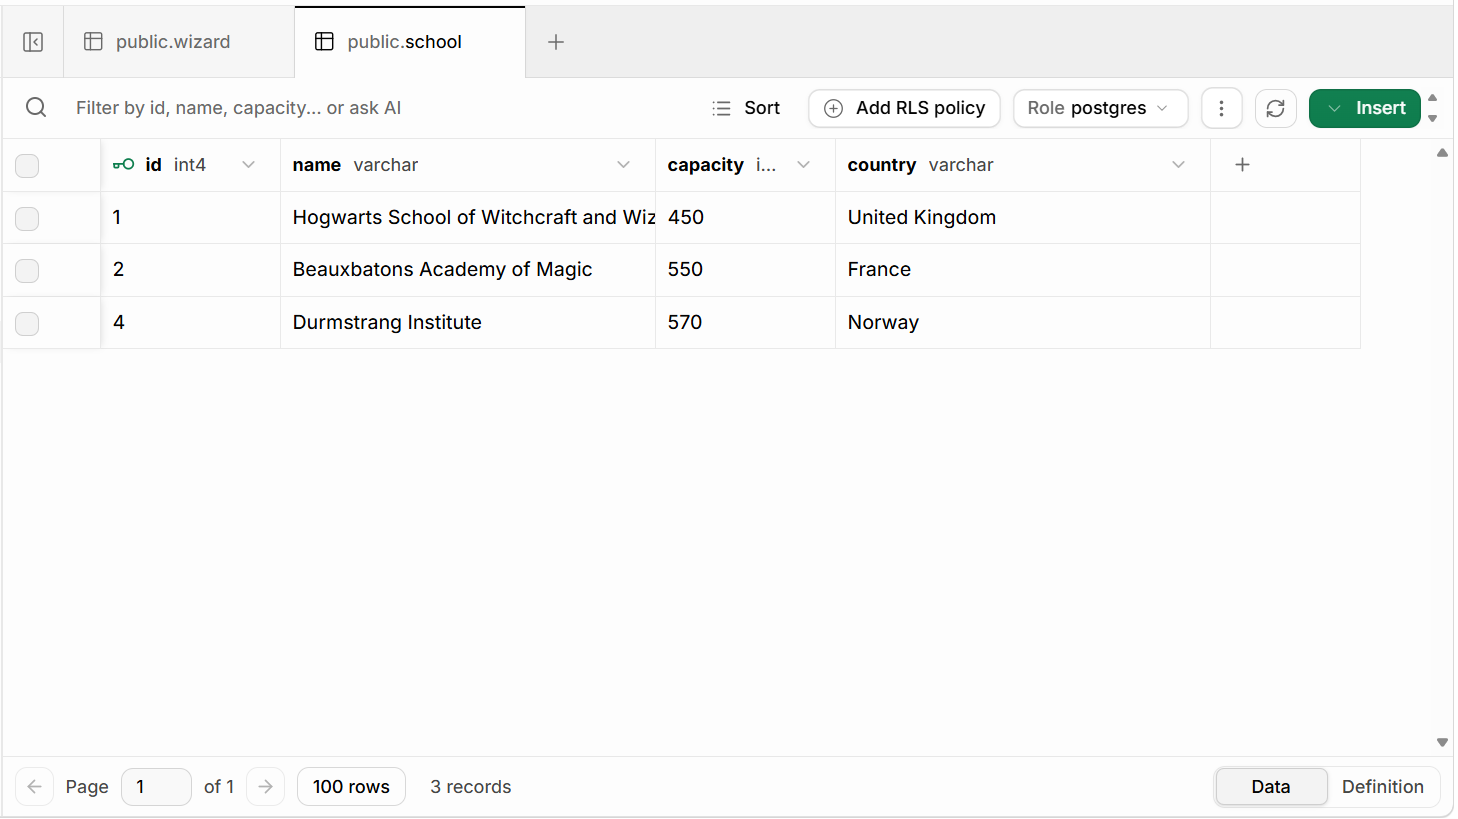 public.wizard public.school
Filter by id, name, capacity... or ask AI Sort Add RLS policy Role postgres Insert
id int4 name varchar capacity i... country varchar
1 Hogwarts School of Witchcraft and Wiz 450 United Kingdom
2 Beauxbatons Academy of Magic 550 France
4 Durmstrang Institute 570 Norway
Page 1 of 1 100 rows 3 records Data Definition